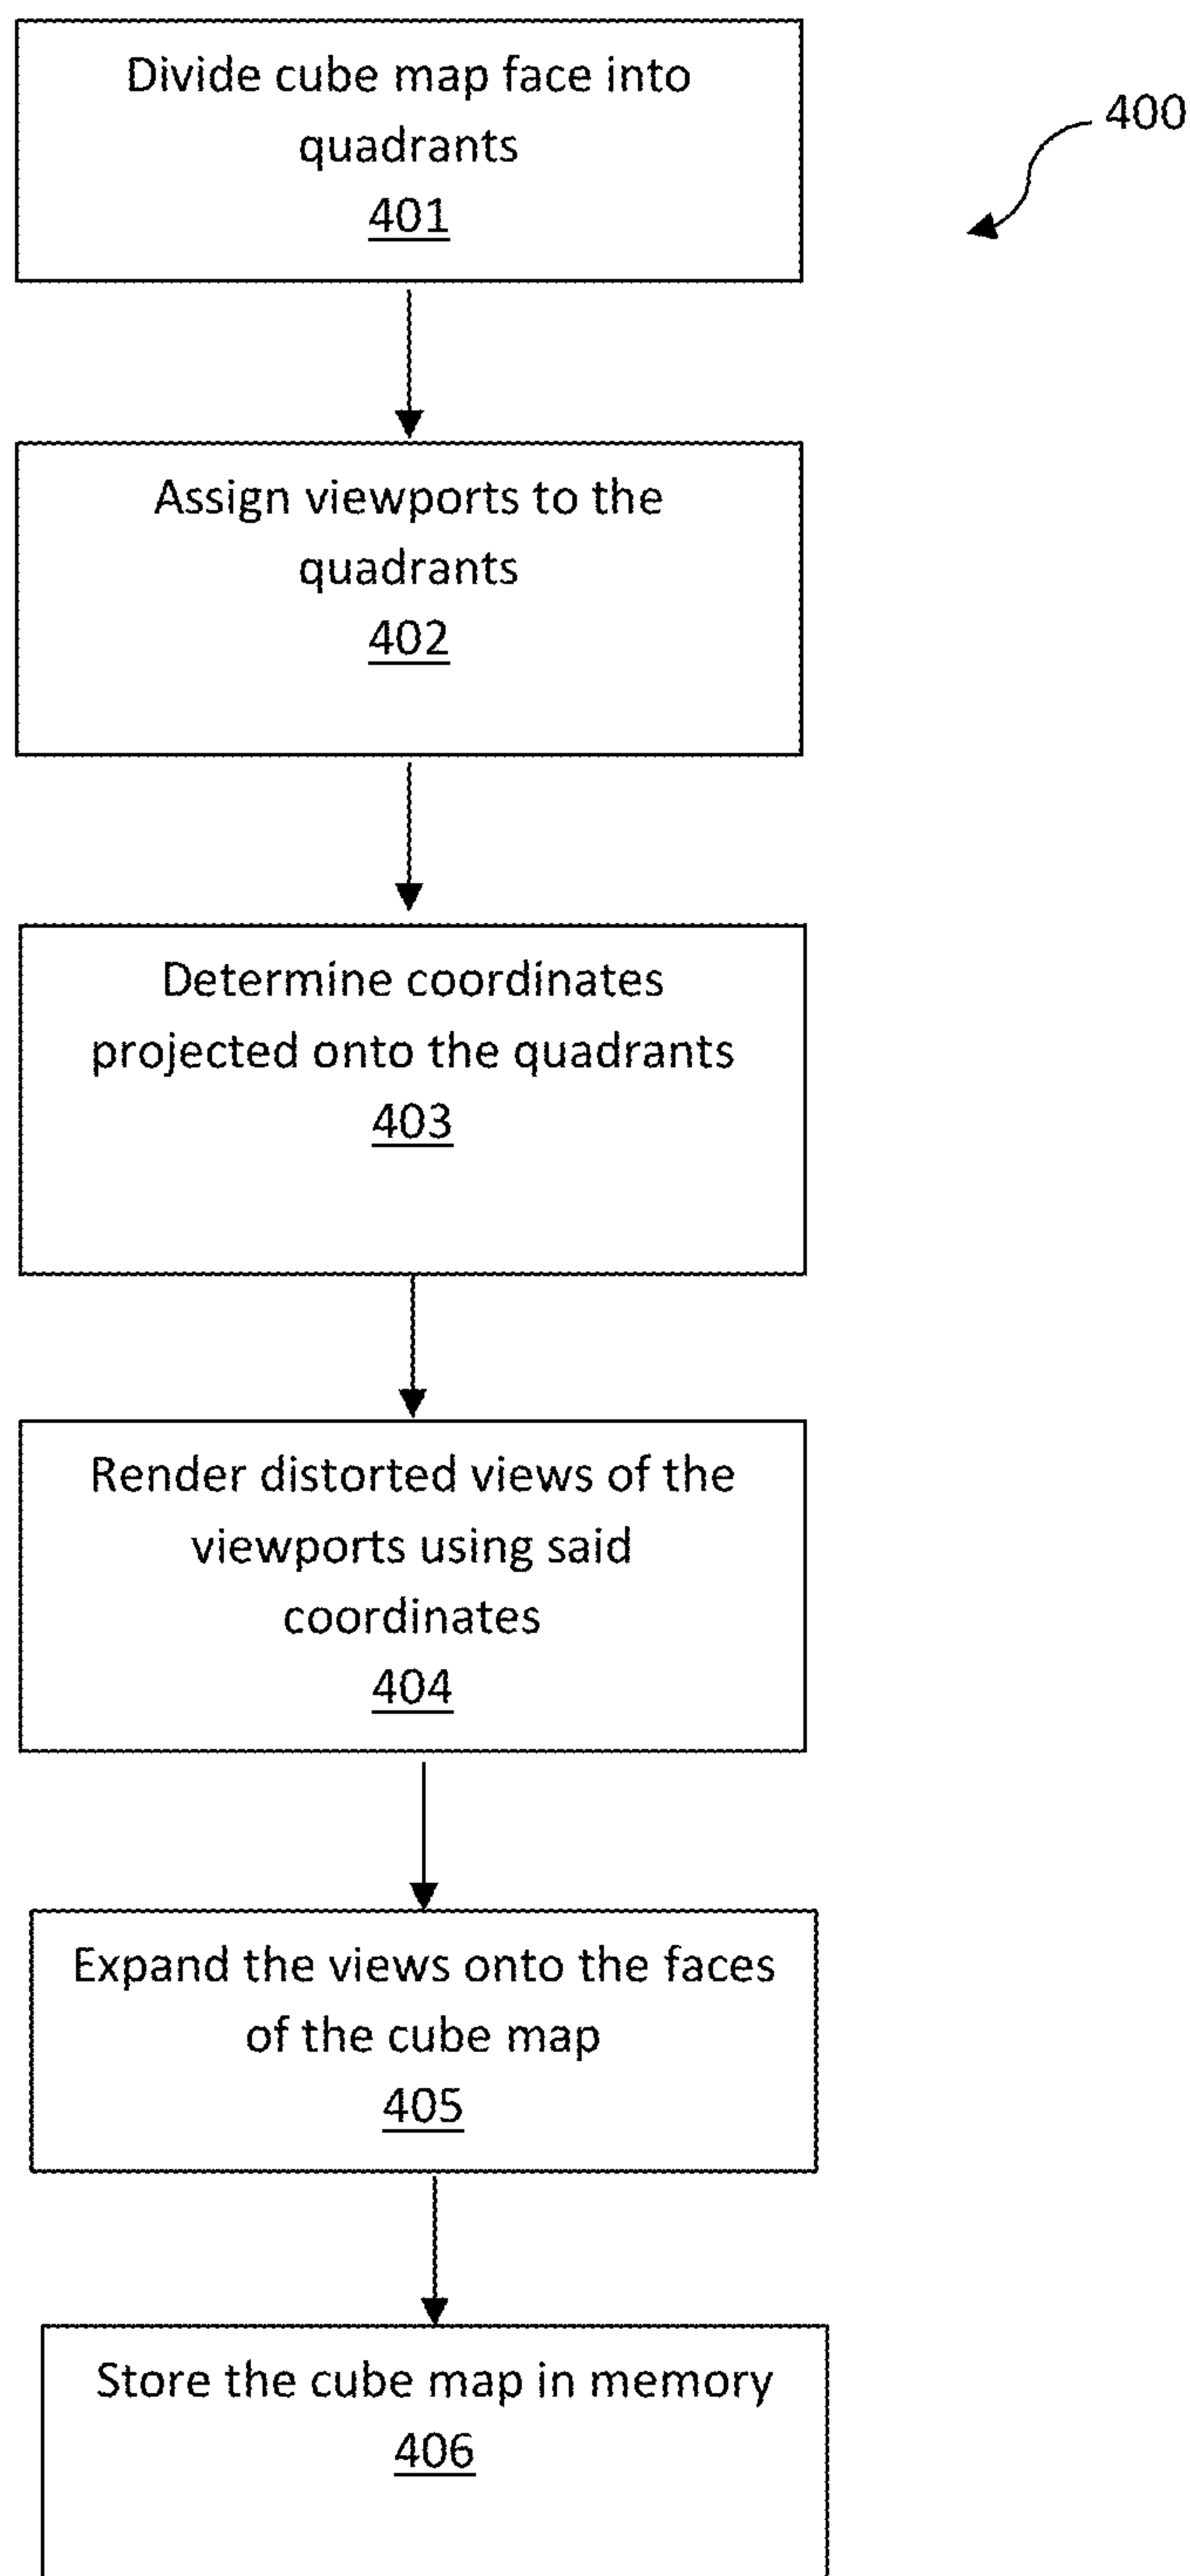 Divide cube map face into
quadrants
401
400
Assign viewports to the
quadrants
402
Determine coordinates
projected onto the quadrants
403
Render distorted views of the
viewports using said
coordinates
404
Expand the views onto the faces
of the cube map
405
Store the cube map in memory
406